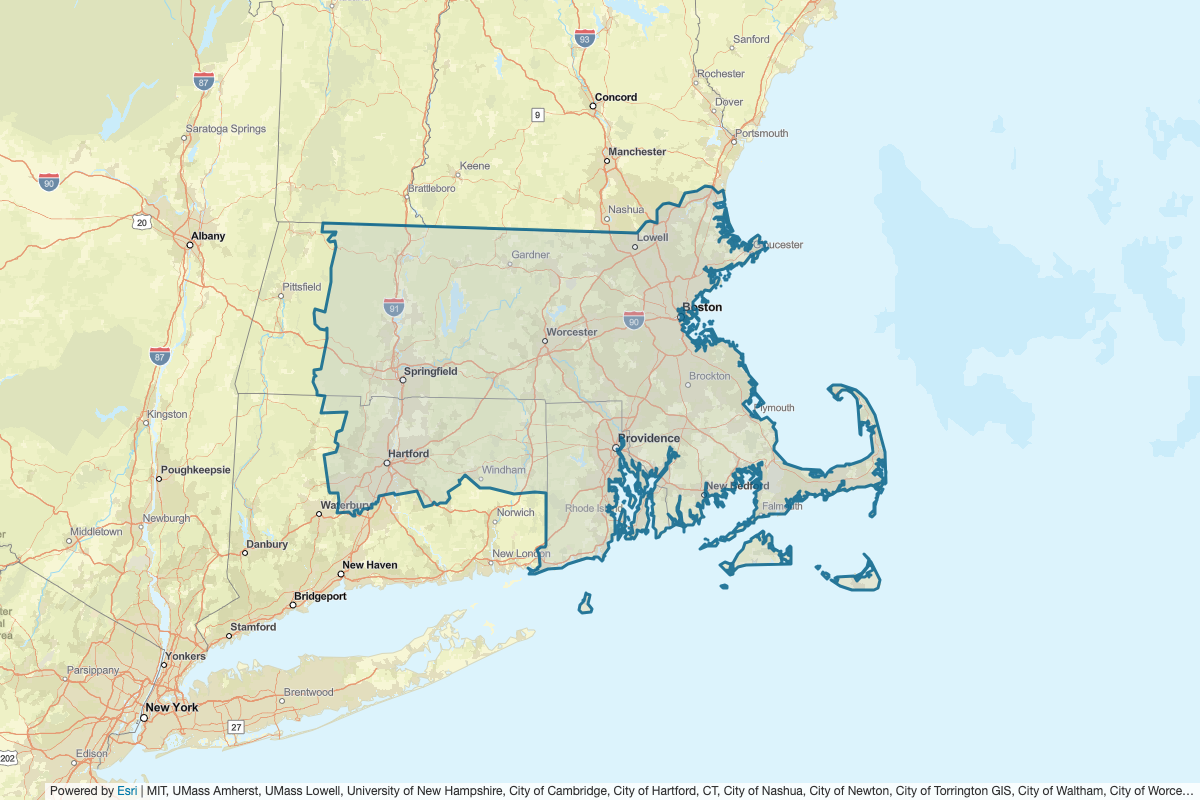 93
Sanford
87
Rochester
Concord
Dover
9
Saratoga Springs
Portsmouth
Manchester
Keene
90
Brattleboro
Nashua
20
Albany
Lowell
Gloucester
Gardner
Pittsfield
91
Boston
90
Worcester
87
Springfield
Brockton
Kingston
Plymouth
Providence
Hartford
Poughkeepsie
Windham
New Bedford
Waterbury
Rhode Island
Falmouth
Newburgh
Norwich
Middletown
Danbury
New London
New Haven
Bridgeport
Stamford
Yonkers
Parsippany
Brentwood
New York
27
Edison
202
Powered by Esri | MIT, UMass Amherst, UMass Lowell, University of New Hampshire, City of Cambridge, City of Hartford, CT, City of Nashua, City of Newton, City of Torrington GIS, City of Waltham, City of Worce…